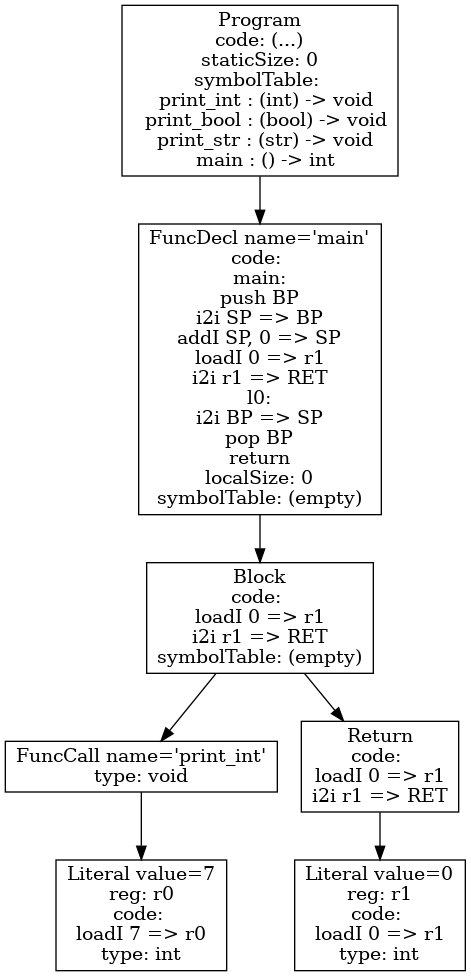 Program
code: (...)
staticSize: 0
symbolTable:
print_int : (int) -> void
print_bool : (bool) -> void
print_str : (str) -> void
main : () -> int
FuncDecl name='main'
code:
main:
push BP
i2i SP => BP
addI SP, 0 => SP
loadI 0 => r1
i2i r1 => RET
l0:
i2i BP => SP
pop BP
return
localSize: 0
symbolTable: (empty)
Block
code:
loadI 0 => r1
i2i r1 => RET
symbolTable: (empty)
FuncCall name='print_int'
type: void
Return
code:
loadI 0 => r1
i2i r1 => RET
Literal value=7
reg: r0
code:
loadI 7 => r0
type: int
Literal value=0
reg: r1
code:
loadI 0 => r1
type: int